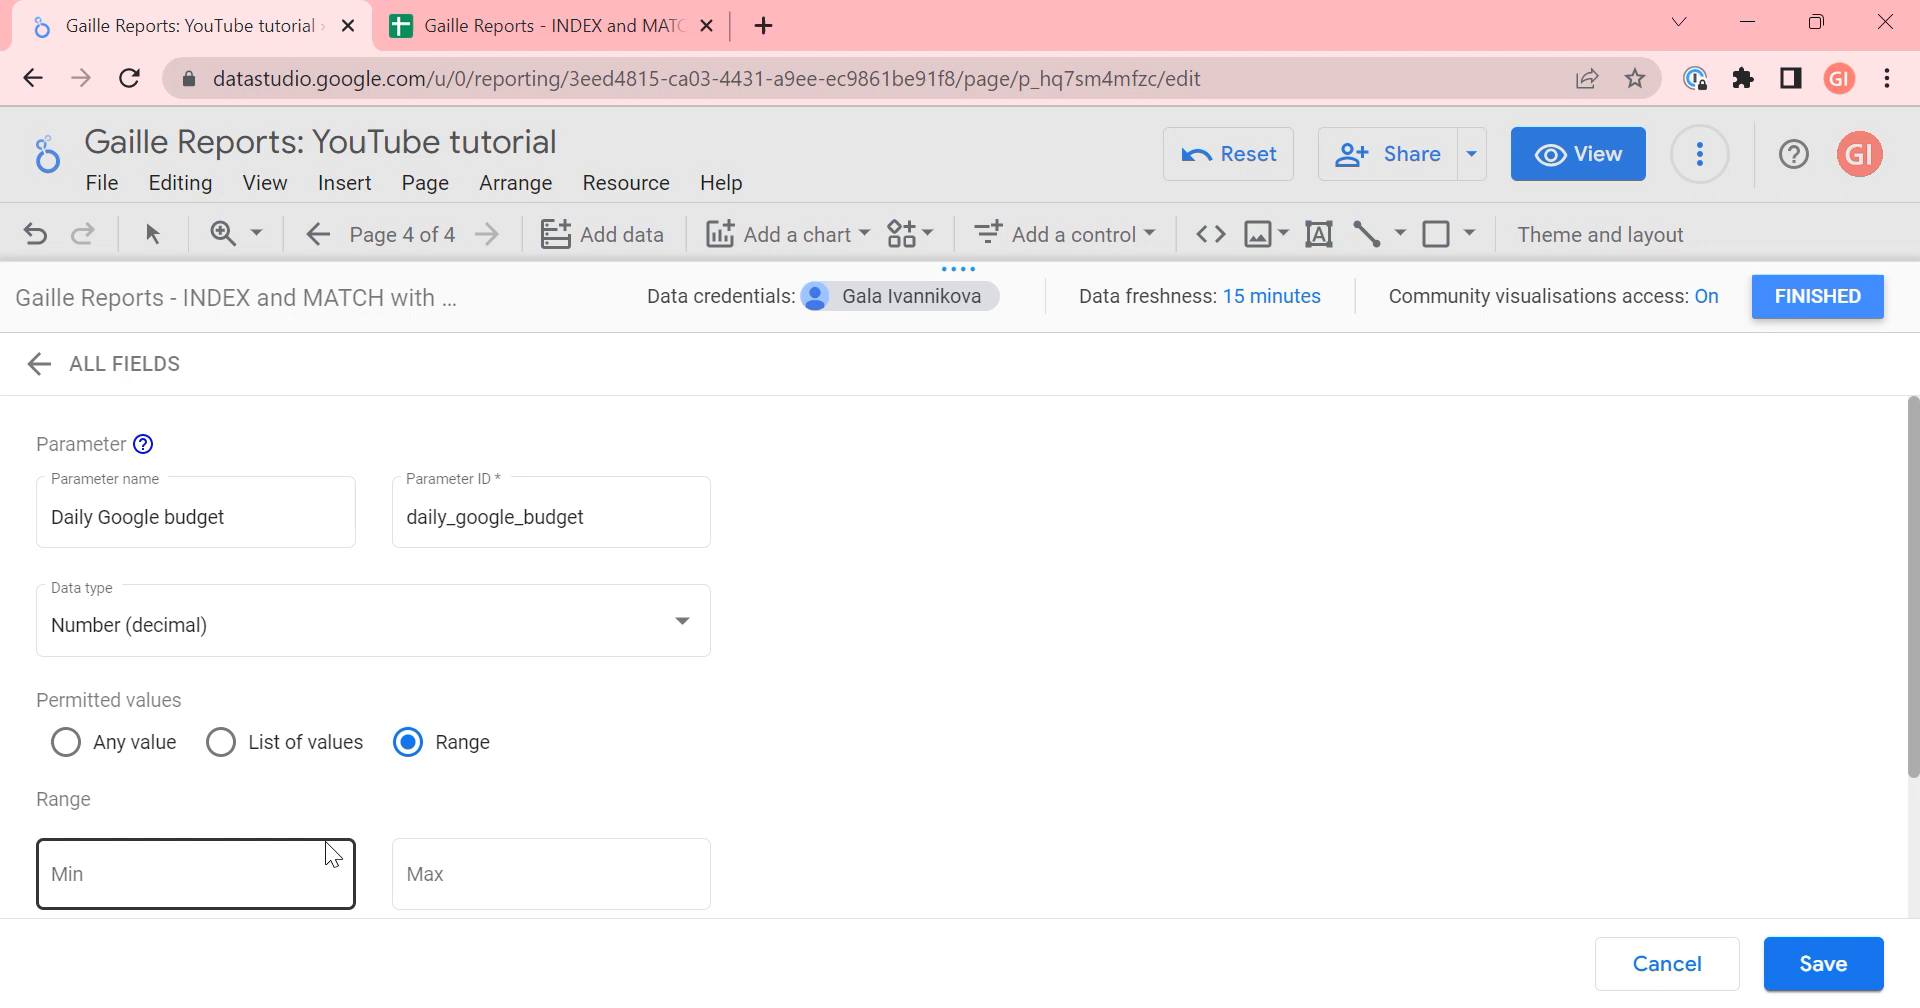 Gaille Reports: YouTube tutorial
Gaille Reports - INDEX and MATC
datastudio.google.com/u/0/reporting/3eed4815-ca03-4431-a9ee-ec9861be91f8/page/p_hq7sm4mfzc/edit
GI
Gaille Reports: YouTube tutorial
Reset
Share
View
GI
File Editing View Insert Page Arrange Resource Help
Page 4 of 4
Add data
Add a chart
Add a control
Theme and layout
Gaille Reports - INDEX and MATCH with ...
Data credentials: Gala Ivannikova
Data freshness: 15 minutes
Community visualisations access: On
FINISHED
ALL FIELDS
Parameter
Parameter name
Daily Google budget
Parameter ID *
daily_google_budget
Data type
Number (decimal)
Permitted values
Any value List of values Range
Range
Min
Max
Cancel
Save